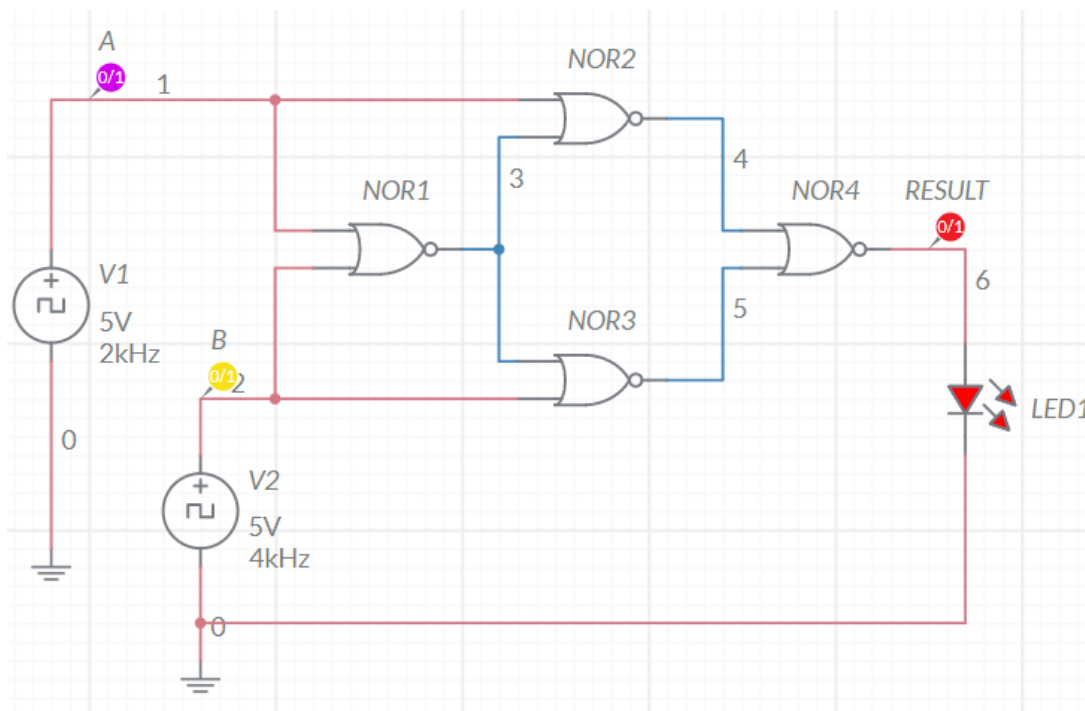 A
0/1
1
NOR2
3
4
NOR1
NOR4
RESULT
0/1
V1
5V
2kHz
6
5
NOR3
B
0/1
2
0
LED1
V2
5V
4kHz
0